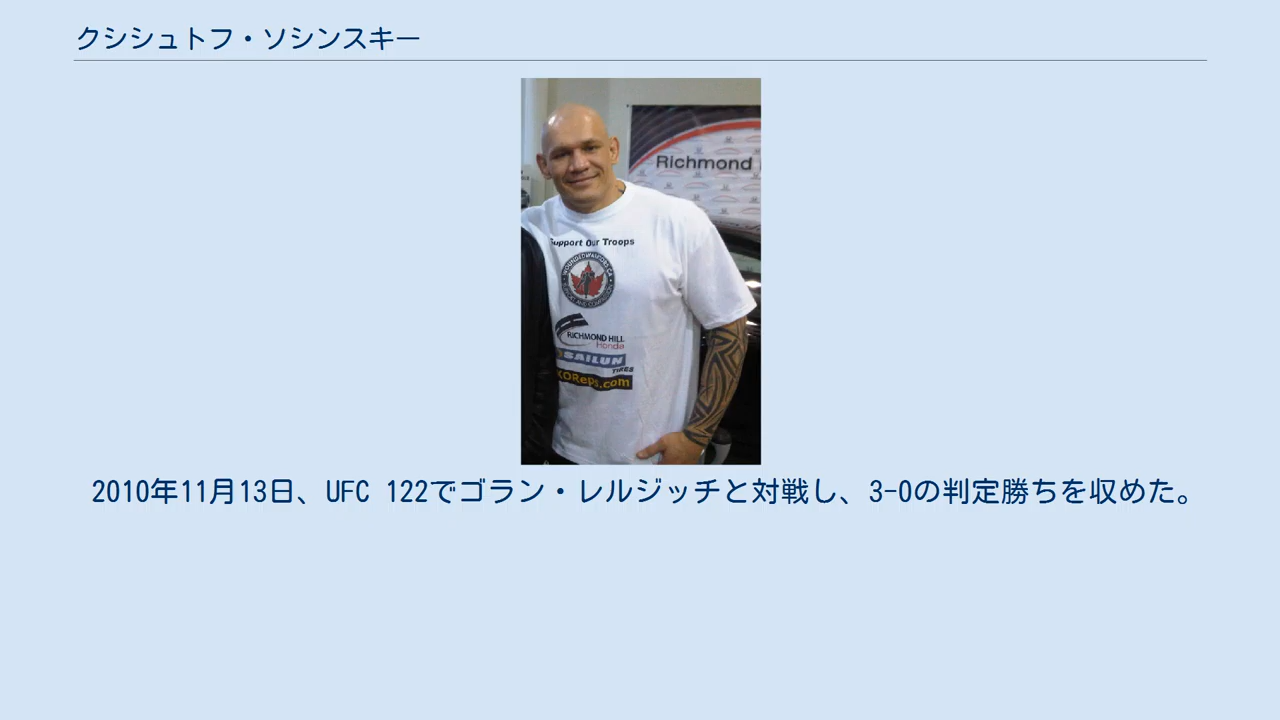 クシシュトフ・ソシンスキー
Richmond
Support Our Troops
RICHMOND HILL
Honda
SAILUN
TIRES
2010年11月13日、UFC 122でゴラン・レルジッチと対戦し、3-0の判定勝ちを収めた。